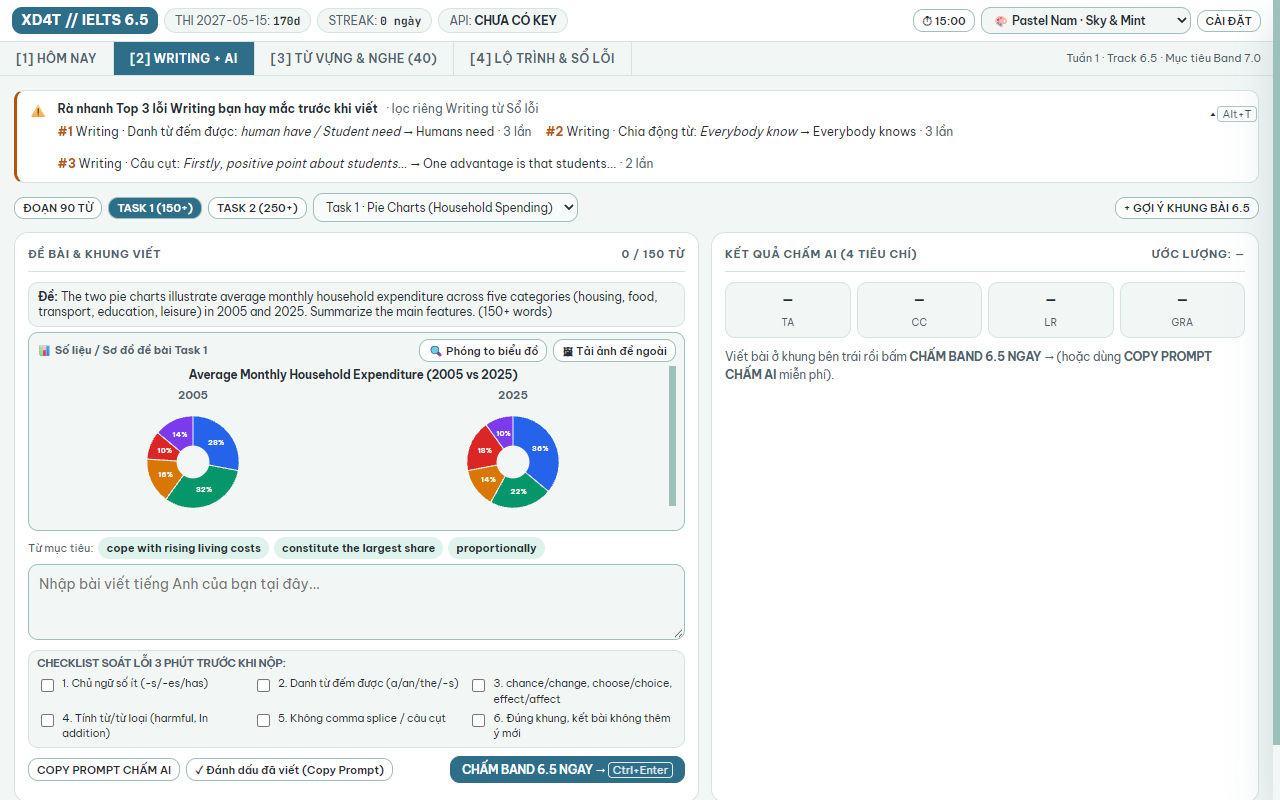 XD4T // IELTS 6.5
THI 2027-05-15: 170d
STREAK: 0 ngày
API: CHƯA CÓ KEY
⏱ 15:00
🎨 Pastel Nam · Sky & Mint
CÀI ĐẶT
[1] HÔM NAY
[2] WRITING + AI
[3] TỪ VỰNG & NGHE (40)
[4] LỘ TRÌNH & SỔ LỖI
Tuần 1 · Track 6.5 · Mục tiêu Band 7.0
⚠️ Rà nhanh Top 3 lỗi Writing bạn hay mắc trước khi viết · lọc riêng Writing từ Sổ lỗi
▴ Alt+T
#1 Writing · Danh từ đếm được: human have / Student need → Humans need · 3 lần #2 Writing · Chia động từ: Everybody know → Everybody knows · 3 lần
#3 Writing · Câu cụt: Firstly, positive point about students... → One advantage is that students... · 2 lần
ĐOẠN 90 TỪ
TASK 1 (150+)
TASK 2 (250+)
Task 1 · Pie Charts (Household Spending)
+ GỢI Ý KHUNG BÀI 6.5
ĐỀ BÀI & KHUNG VIẾT
0 / 150 TỪ
Đề: The two pie charts illustrate average monthly household expenditure across five categories (housing, food,
transport, education, leisure) in 2005 and 2025. Summarize the main features. (150+ words)
📊 Số liệu / Sơ đồ đề bài Task 1
🔍 Phóng to biểu đồ
🖼 Tải ảnh đề ngoài
Average Monthly Household Expenditure (2005 vs 2025)
2005
2025
14%
28%
10%
16%
32%
10%
36%
18%
14%
22%
Từ mục tiêu: cope with rising living costs constitute the largest share proportionally
Nhập bài viết tiếng Anh của bạn tại đây...
CHECKLIST SOÁT LỖI 3 PHÚT TRƯỚC KHI NỘP:
1. Chủ ngữ số ít (-s/-es/has)
2. Danh từ đếm được (a/an/the/-s)
3. chance/change, choose/choice,
effect/affect
4. Tính từ/từ loại (harmful, In
addition)
5. Không comma splice / câu cụt
6. Đúng khung, kết bài không thêm
ý mới
COPY PROMPT CHẤM AI
✓ Đánh dấu đã viết (Copy Prompt)
CHẤM BAND 6.5 NGAY → Ctrl+Enter
KẾT QUẢ CHẤM AI (4 TIÊU CHÍ)
ƯỚC LƯỢNG: —
—
TA
—
CC
—
LR
—
GRA
Viết bài ở khung bên trái rồi bấm CHẤM BAND 6.5 NGAY → (hoặc dùng COPY PROMPT
CHẤM AI miễn phí).